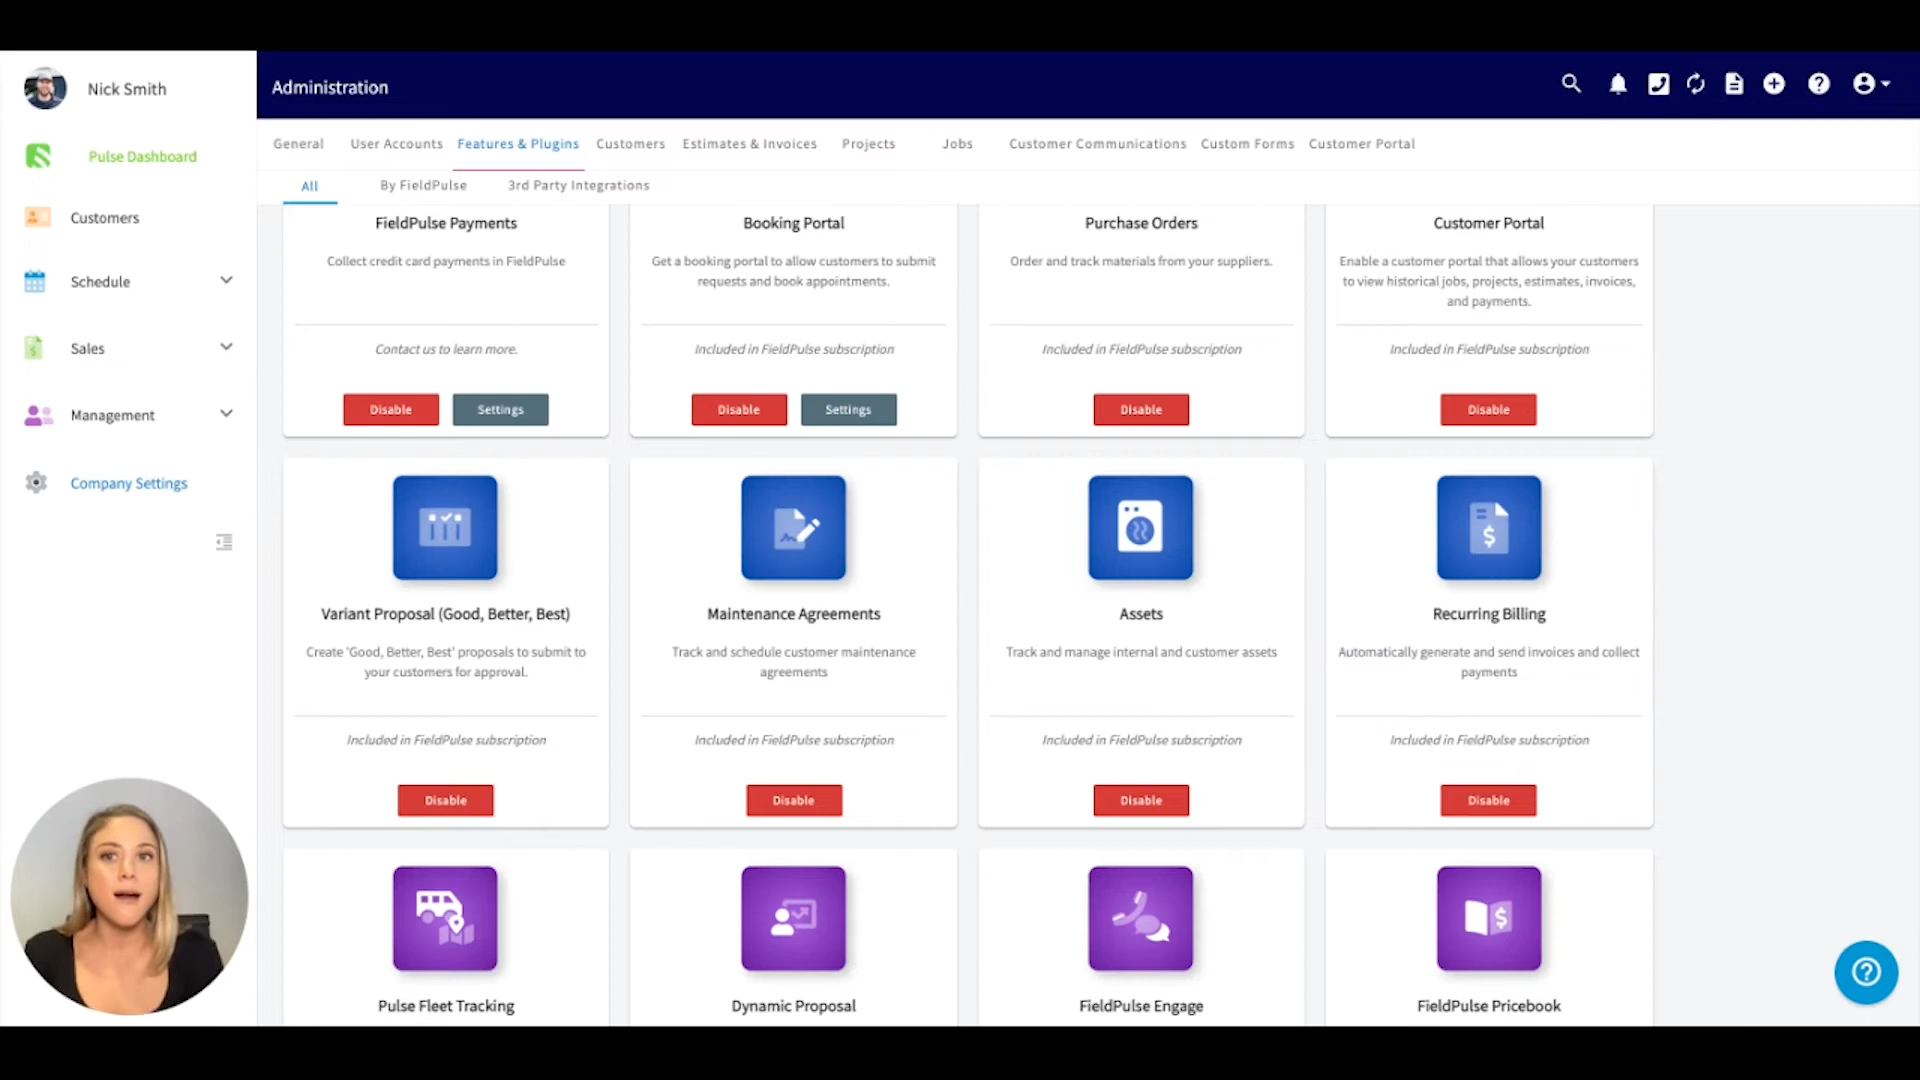 Nick Smith
Administration
Pulse Dashboard
Customers
Schedule
Sales
Management
Company Settings
General User Accounts Features & Plugins Customers Estimates & Invoices Projects Jobs Customer Communications Custom Forms Customer Portal
All By FieldPulse 3rd Party Integrations
FieldPulse Payments
Collect credit card payments in FieldPulse
Contact us to learn more.
Disable Settings
Booking Portal
Get a booking portal to allow customers to submit
requests and book appointments.
Included in FieldPulse subscription
Disable Settings
Purchase Orders
Order and track materials from your suppliers.
Included in FieldPulse subscription
Disable
Customer Portal
Enable a customer portal that allows your customers
to view historical jobs, projects, estimates, invoices,
and payments.
Included in FieldPulse subscription
Disable
Variant Proposal (Good, Better, Best)
Create 'Good, Better, Best' proposals to submit to
your customers for approval.
Included in FieldPulse subscription
Disable
Maintenance Agreements
Track and schedule customer maintenance
agreements
Included in FieldPulse subscription
Disable
Assets
Track and manage internal and customer assets
Included in FieldPulse subscription
Disable
Recurring Billing
Automatically generate and send invoices and collect
payments
Included in FieldPulse subscription
Disable
Pulse Fleet Tracking
Dynamic Proposal
FieldPulse Engage
FieldPulse Pricebook